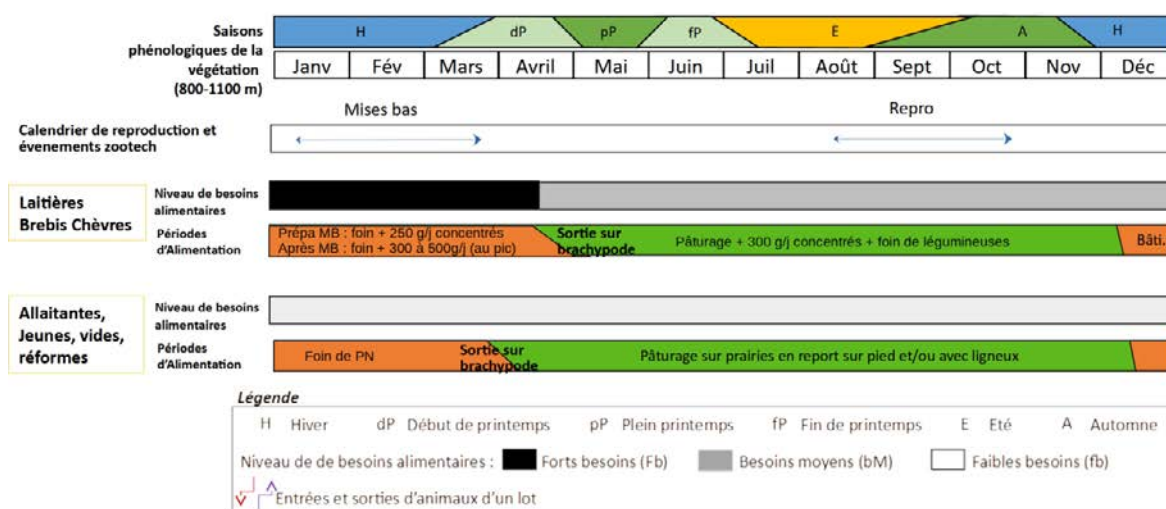 Saisons
phénologiques de la
végétation
(800-1100 m)
H dP pP fP E A H
Janv Fév Mars Avril Mai Juin Juil Août Sept Oct Nov Déc
Mises bas Repro
Calendrier de reproduction et
évenements zootech
Laitières
Brebis Chèvres
Niveau de besoins
alimentaires
Périodes
d'Alimentation
Prépa MB : foin + 250 g/j concentrés
Après MB : foin + 300 à 500g/j (au pic)
Sortie sur
brachypode
Pâturage + 300 g/j concentrés + foin de légumineuses
Bâti.
Allaitantes,
Jeunes, vides,
réformes
Niveau de besoins
alimentaires
Périodes
d'Alimentation
Foin de PN
Sortie sur
brachypode
Pâturage sur prairies en report sur pied et/ou avec ligneux
Légende
H Hiver dP Début de printemps pP Plein printemps fP Fin de printemps E Eté A Automne
Niveau de de besoins alimentaires : Forts besoins (Fb) Besoins moyens (bM) Faibles besoins (fb)
Entrées et sorties d'animaux d'un lot